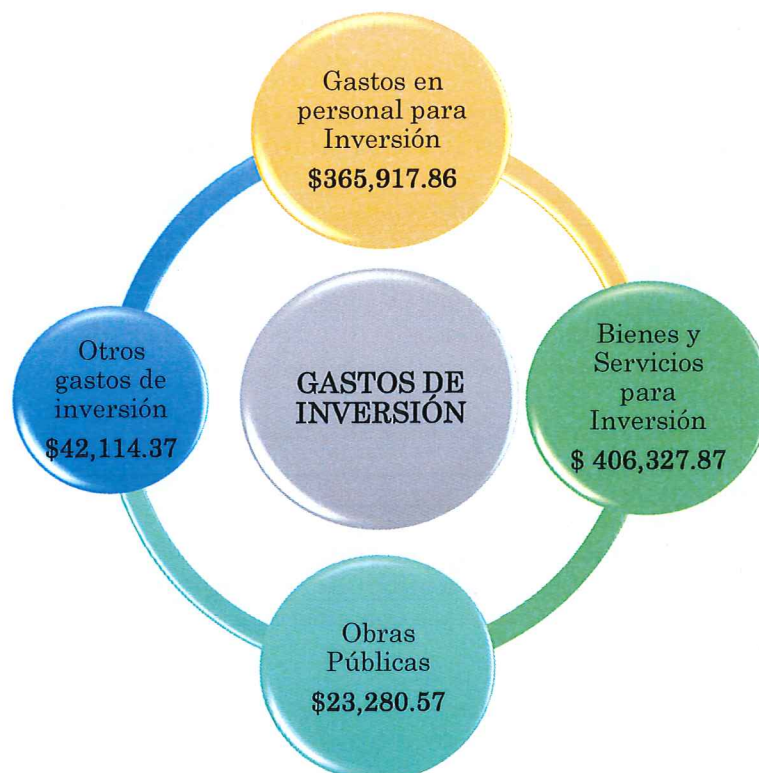 Gastos en
personal para
Inversión
$365,917.86
Bienes y
Servicios
para
Inversión
$ 406,327.87
GASTOS DE
INVERSIÓN
Otros
gastos de
inversión
$42,114.37
Obras
Públicas
$23,280.57